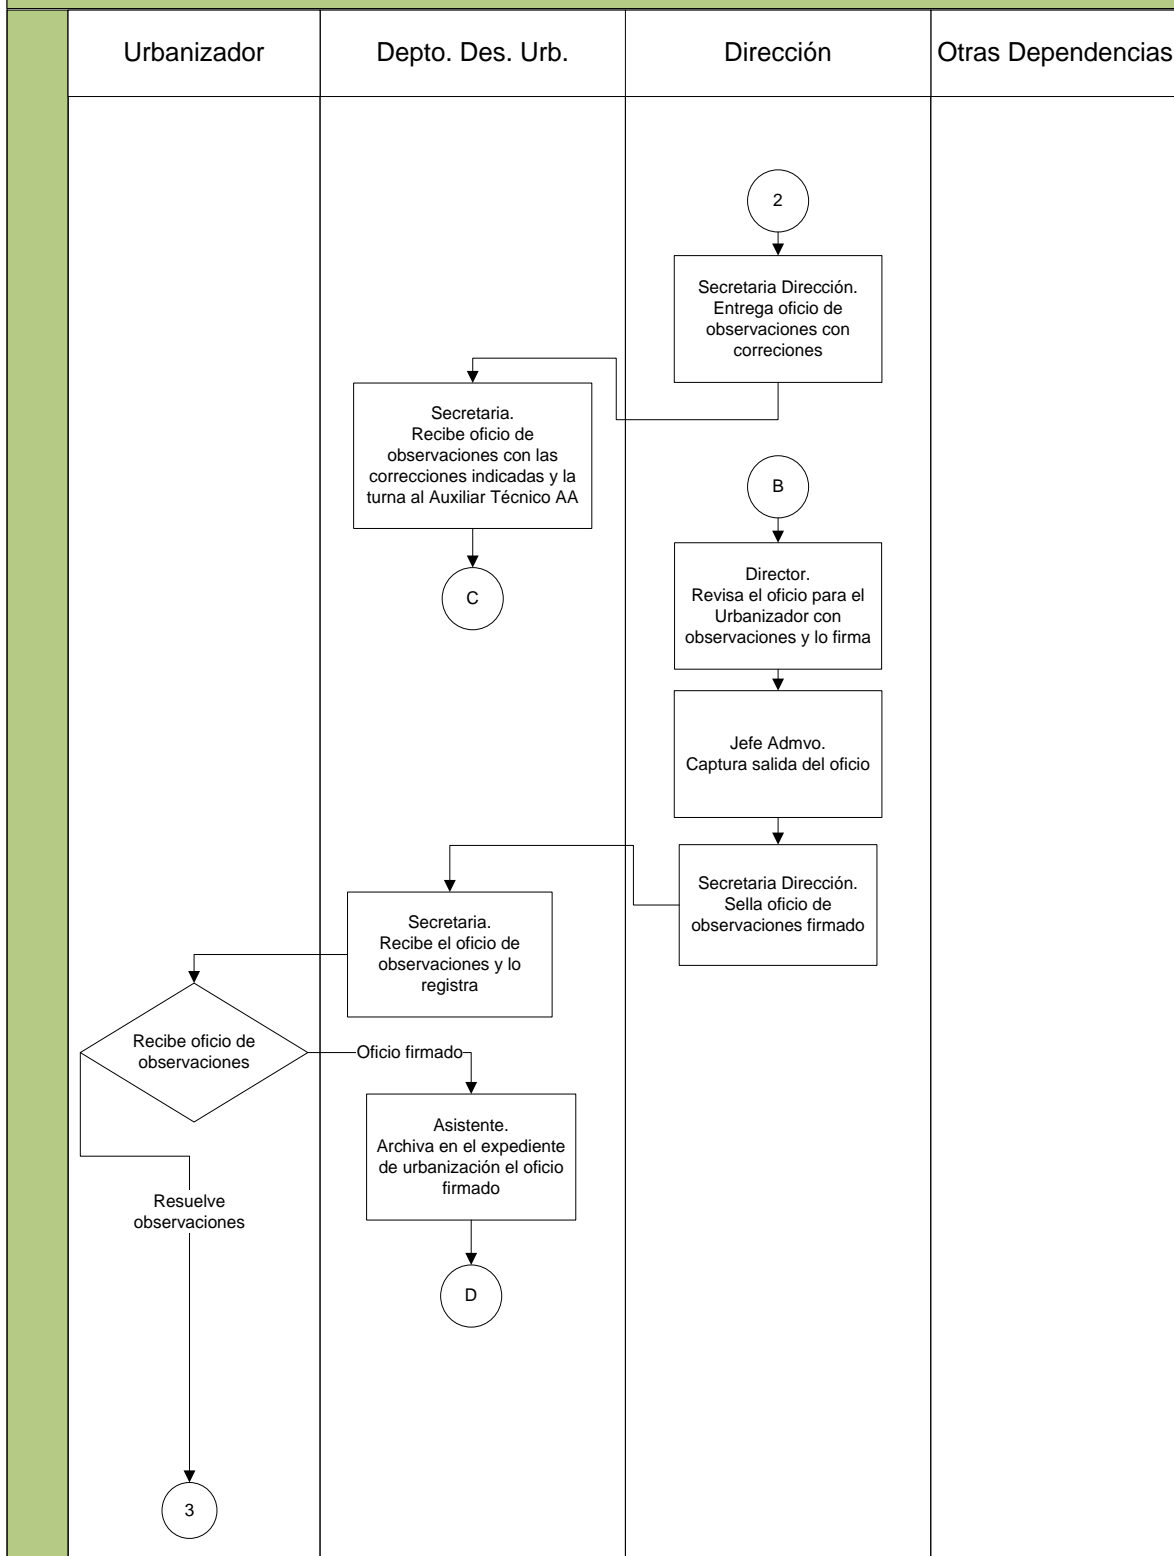 Urbanizador
Depto. Des. Urb.
Dirección
Otras Dependencias
2
Secretaria Dirección.
Entrega oficio de
observaciones con
correciones
Secretaria.
Recibe oficio de
observaciones con las
correcciones indicadas y la
turna al Auxiliar Técnico AA
C
B
Director.
Revisa el oficio para el
Urbanizador con
observaciones y lo firma
Jefe Admvo.
Captura salida del oficio
Secretaria Dirección.
Sella oficio de
observaciones firmado
Secretaria.
Recibe el oficio de
observaciones y lo
registra
Recibe oficio de
observaciones
Oficio firmado
Asistente.
Archiva en el expediente
de urbanización el oficio
firmado
D
Resuelve
observaciones
3